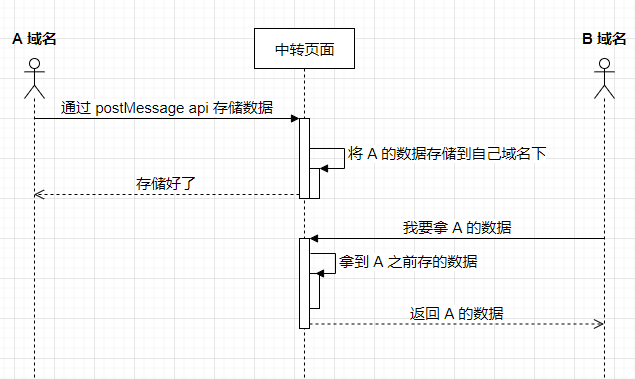 A 域名
中转页面
B 域名
通过 postMessage api 存储数据
将 A 的数据存储到自己域名下
存储好了
我要拿 A 的数据
拿到 A 之前存的数据
返回 A 的数据